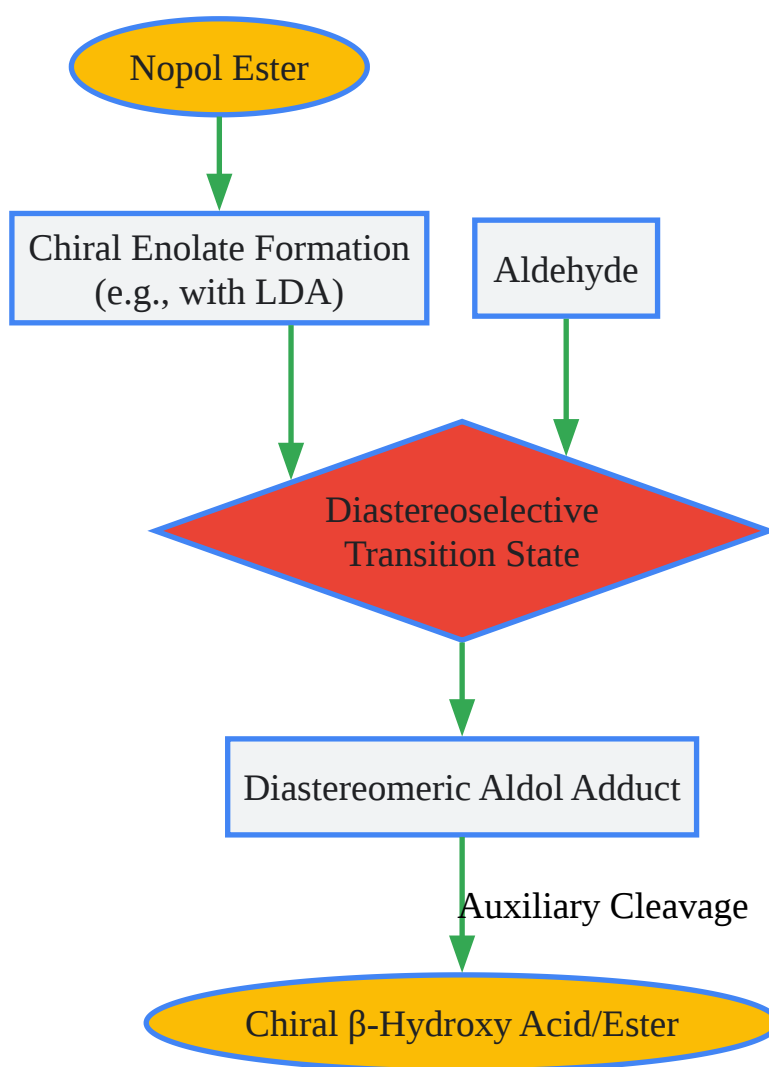 Nopol Ester
Chiral Enolate Formation
(e.g., with LDA)
Aldehyde
Diastereoselective
Transition State
Diastereomeric Aldol Adduct
Auxiliary Cleavage
Chiral β-Hydroxy Acid/Ester